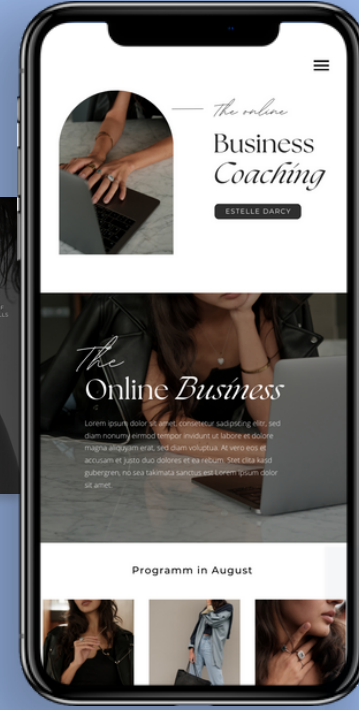 The online
Business
Coaching
ESTELLE DARCY
The
Online Business
Lorem ipsum dolor sit amet, consetetur sadipscing elitr, sed
diam nonumy eirmod tempor invidunt ut labore et dolore
magna aliquyam erat, sed diam voluptua. At vero eos et
accusam et justo duo dolores et ea rebum. Stet clita kasd
gubergren, no sea takimata sanctus est Lorem ipsum dolor
sit amet.
Programm in August